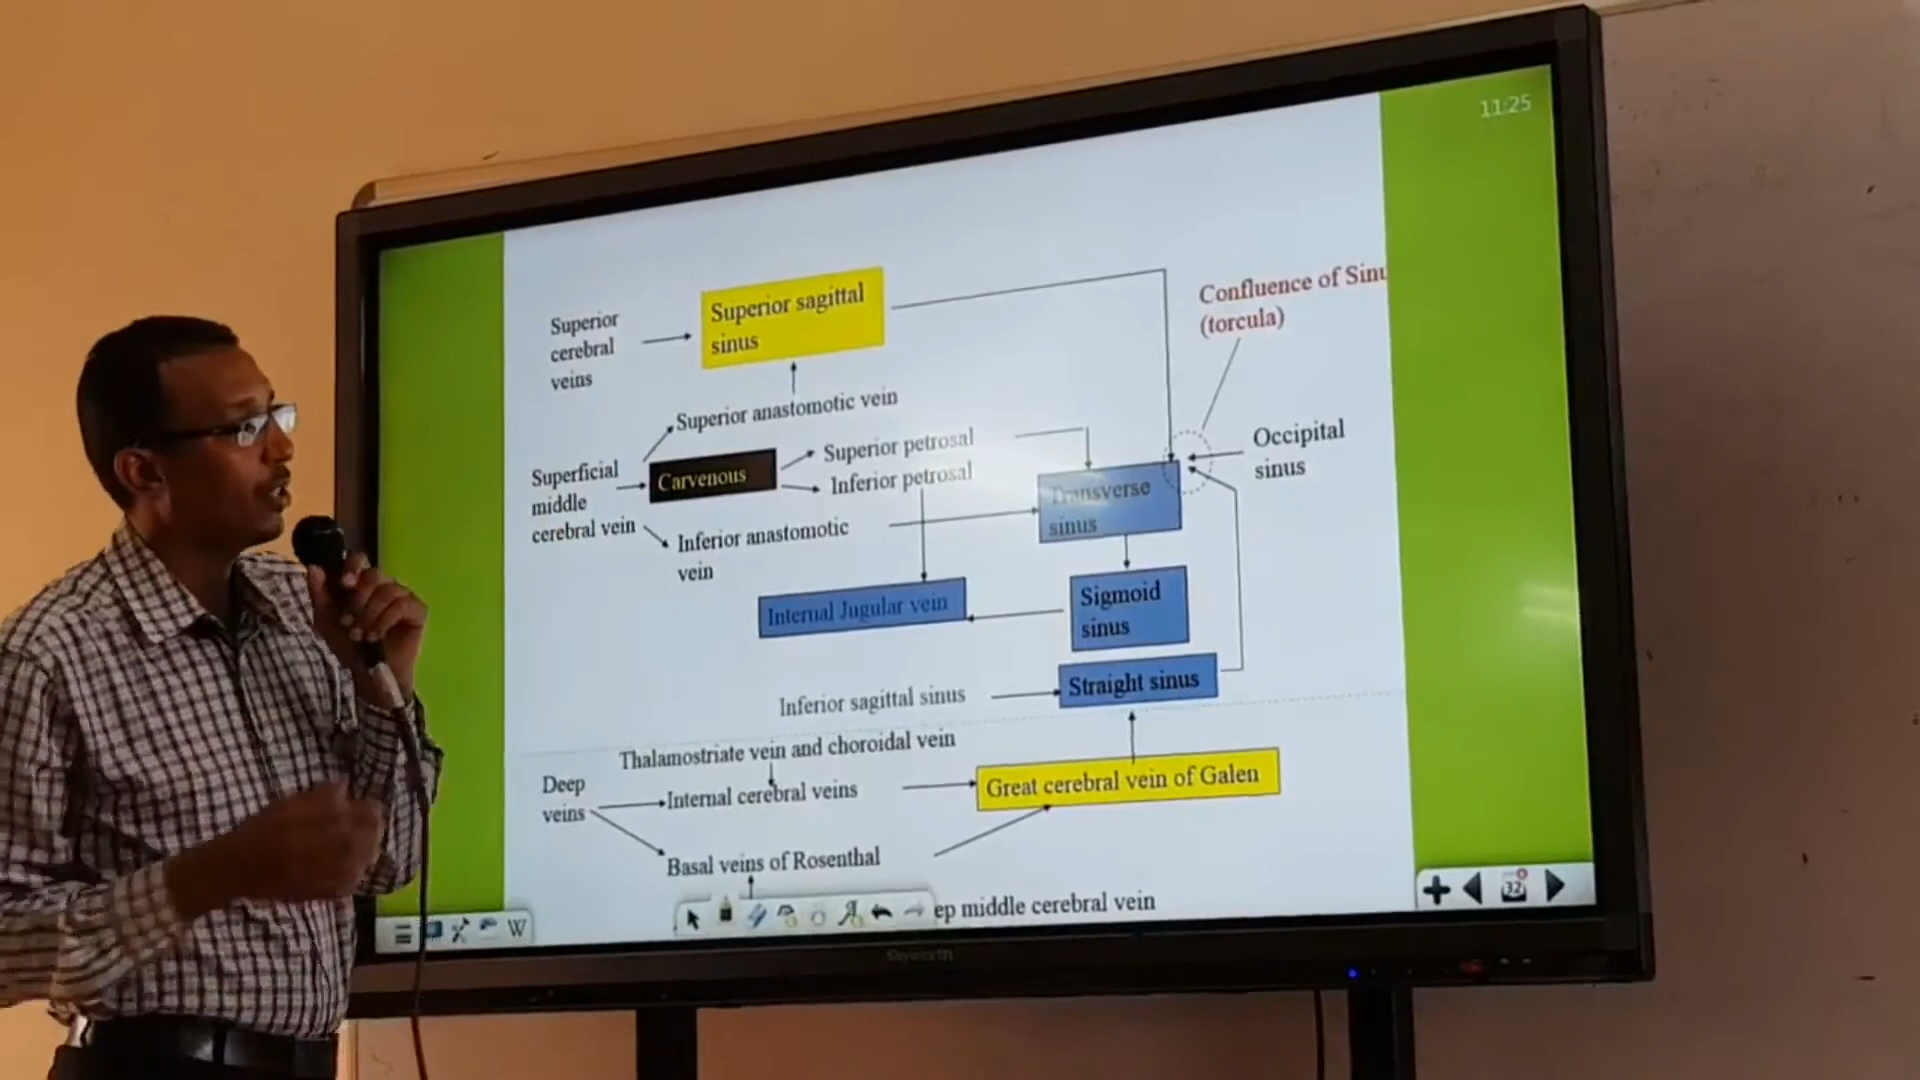 11:25
Confluence of Sinu
(torcula)
Superior sagittal
sinus
Superior
cerebral
veins
Superior anastomotic vein
Superior petrosal
Inferior petrosal
Occipital
sinus
Superficial
middle
cerebral vein
Carvenous
Transverse
sinus
Inferior anastomotic
vein
Internal Jugular vein
Sigmoid
sinus
Straight sinus
Inferior sagittal sinus
Thalamostriate vein and choroidal vein
Deep
veins
Internal cerebral veins
Great cerebral vein of Galen
Basal veins of Rosenthal
ep middle cerebral vein
W
32
Skyworth